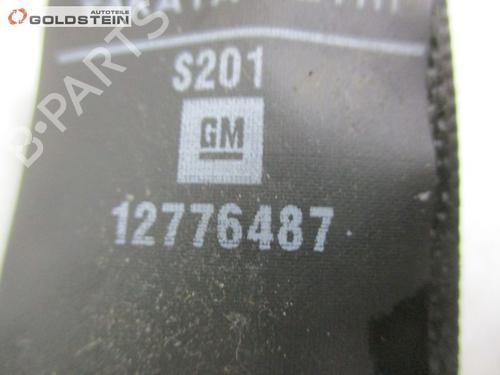 AUTOTEILE
GOLDSTEIN
S201
GM
12776487
B-PARTS